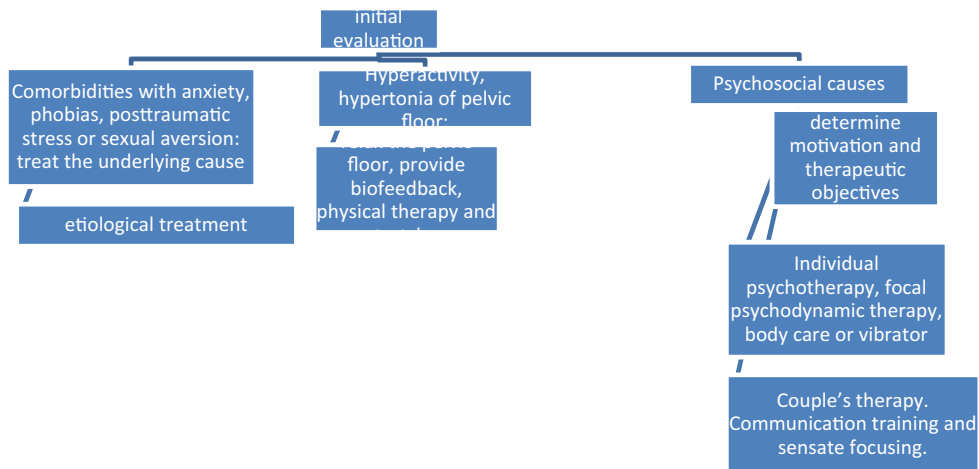 initial
evaluation
Comorbidities with anxiety,
phobias, posttraumatic
stress or sexual aversion:
treat the underlying cause
etiological treatment
Hyperactivity,
hypertonia of pelvic
floor:
floor, provide
biofeedback,
physical therapy and
Psychosocial causes
determine
motivation and
therapeutic
objectives
Individual
psychotherapy, focal
psychodynamic therapy,
body care or vibrator
Couple's therapy.
Communication training and
sensate focusing.